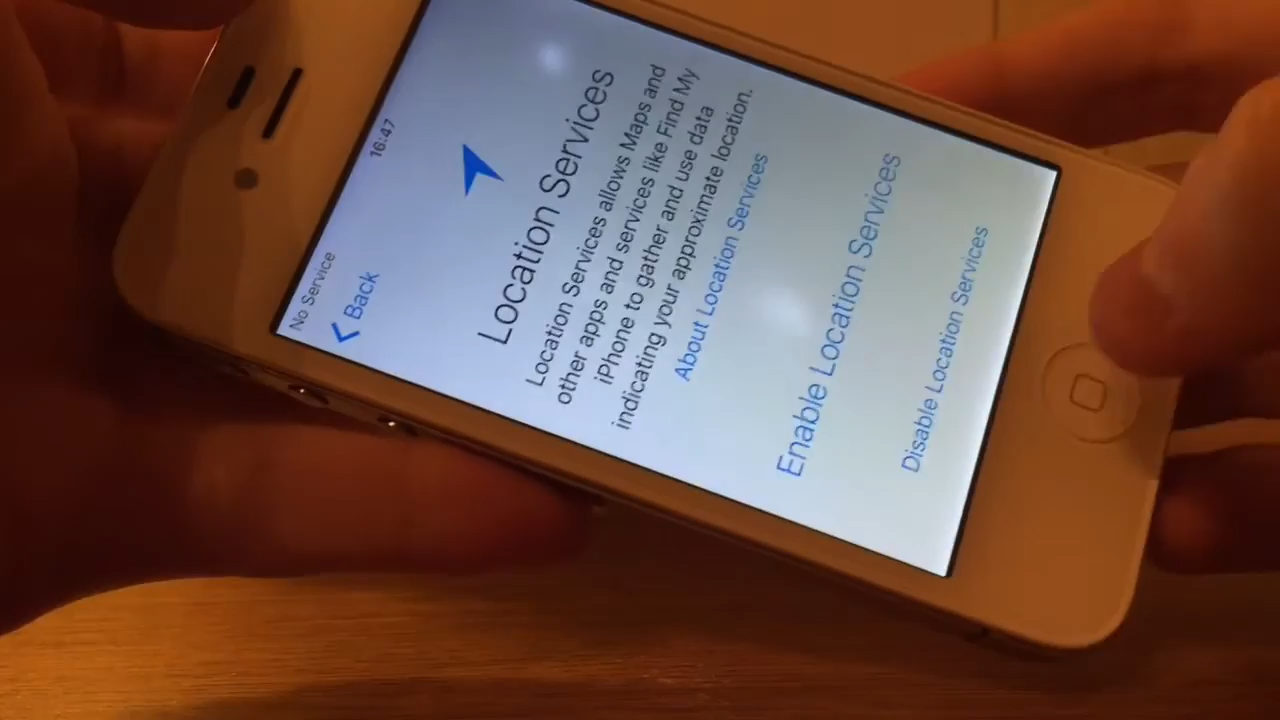 No Service 16:47
Back
Location Services
Location Services allows Maps and
other apps and services like Find My
iPhone to gather and use data
indicating your approximate location.
About Location Services
Enable Location Services
Disable Location Services